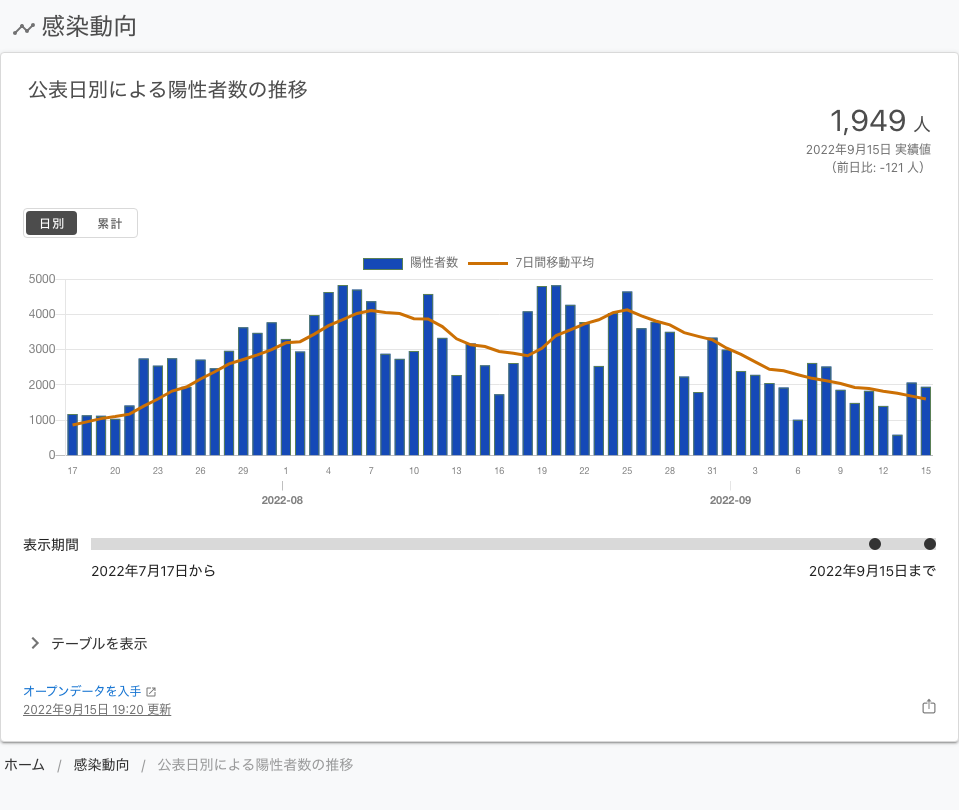 感染動向
公表日別による陽性者数の推移
1,949 人
2022年9月15日 実績値
（前日比: -121 人）
日別 累計
陽性者数 7日間移動平均
5000
4000
3000
2000
1000
0
17 20 23 26 29 1 4 7 10 13 16 19 22 25 28 31 3 6 9 12 15
2022-08 2022-09
表示期間
2022年7月17日から 2022年9月15日まで
テーブルを表示
オープンデータを入手
2022年9月15日 19:20 更新
ホーム / 感染動向 / 公表日別による陽性者数の推移